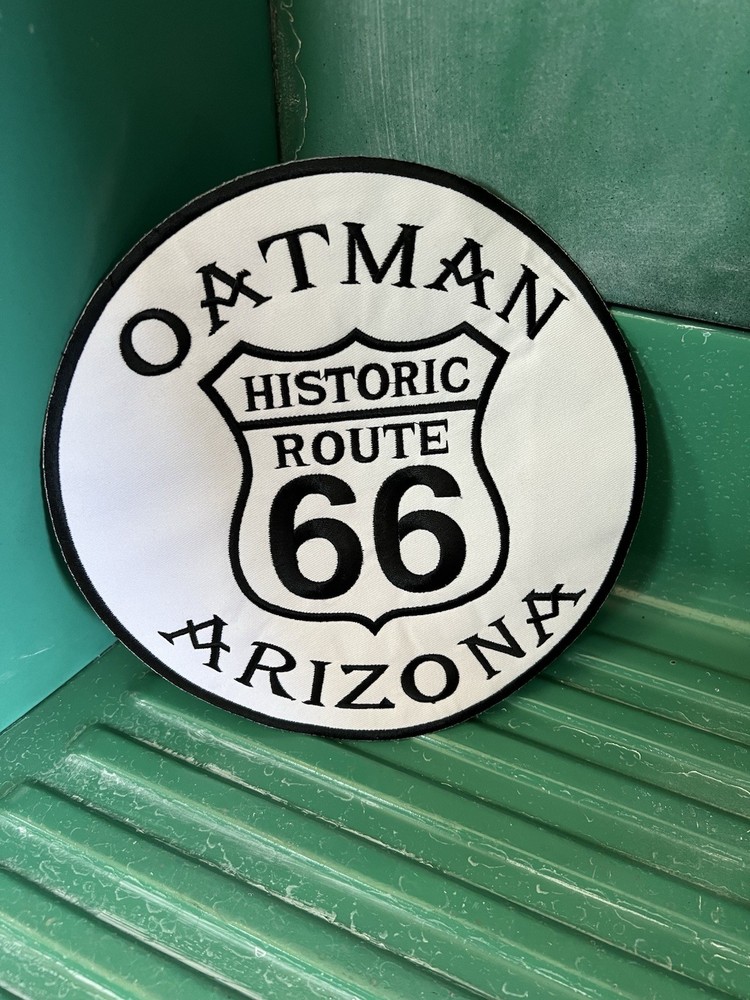 OATMAN
HISTORIC
ROUTE
66
ARIZONA